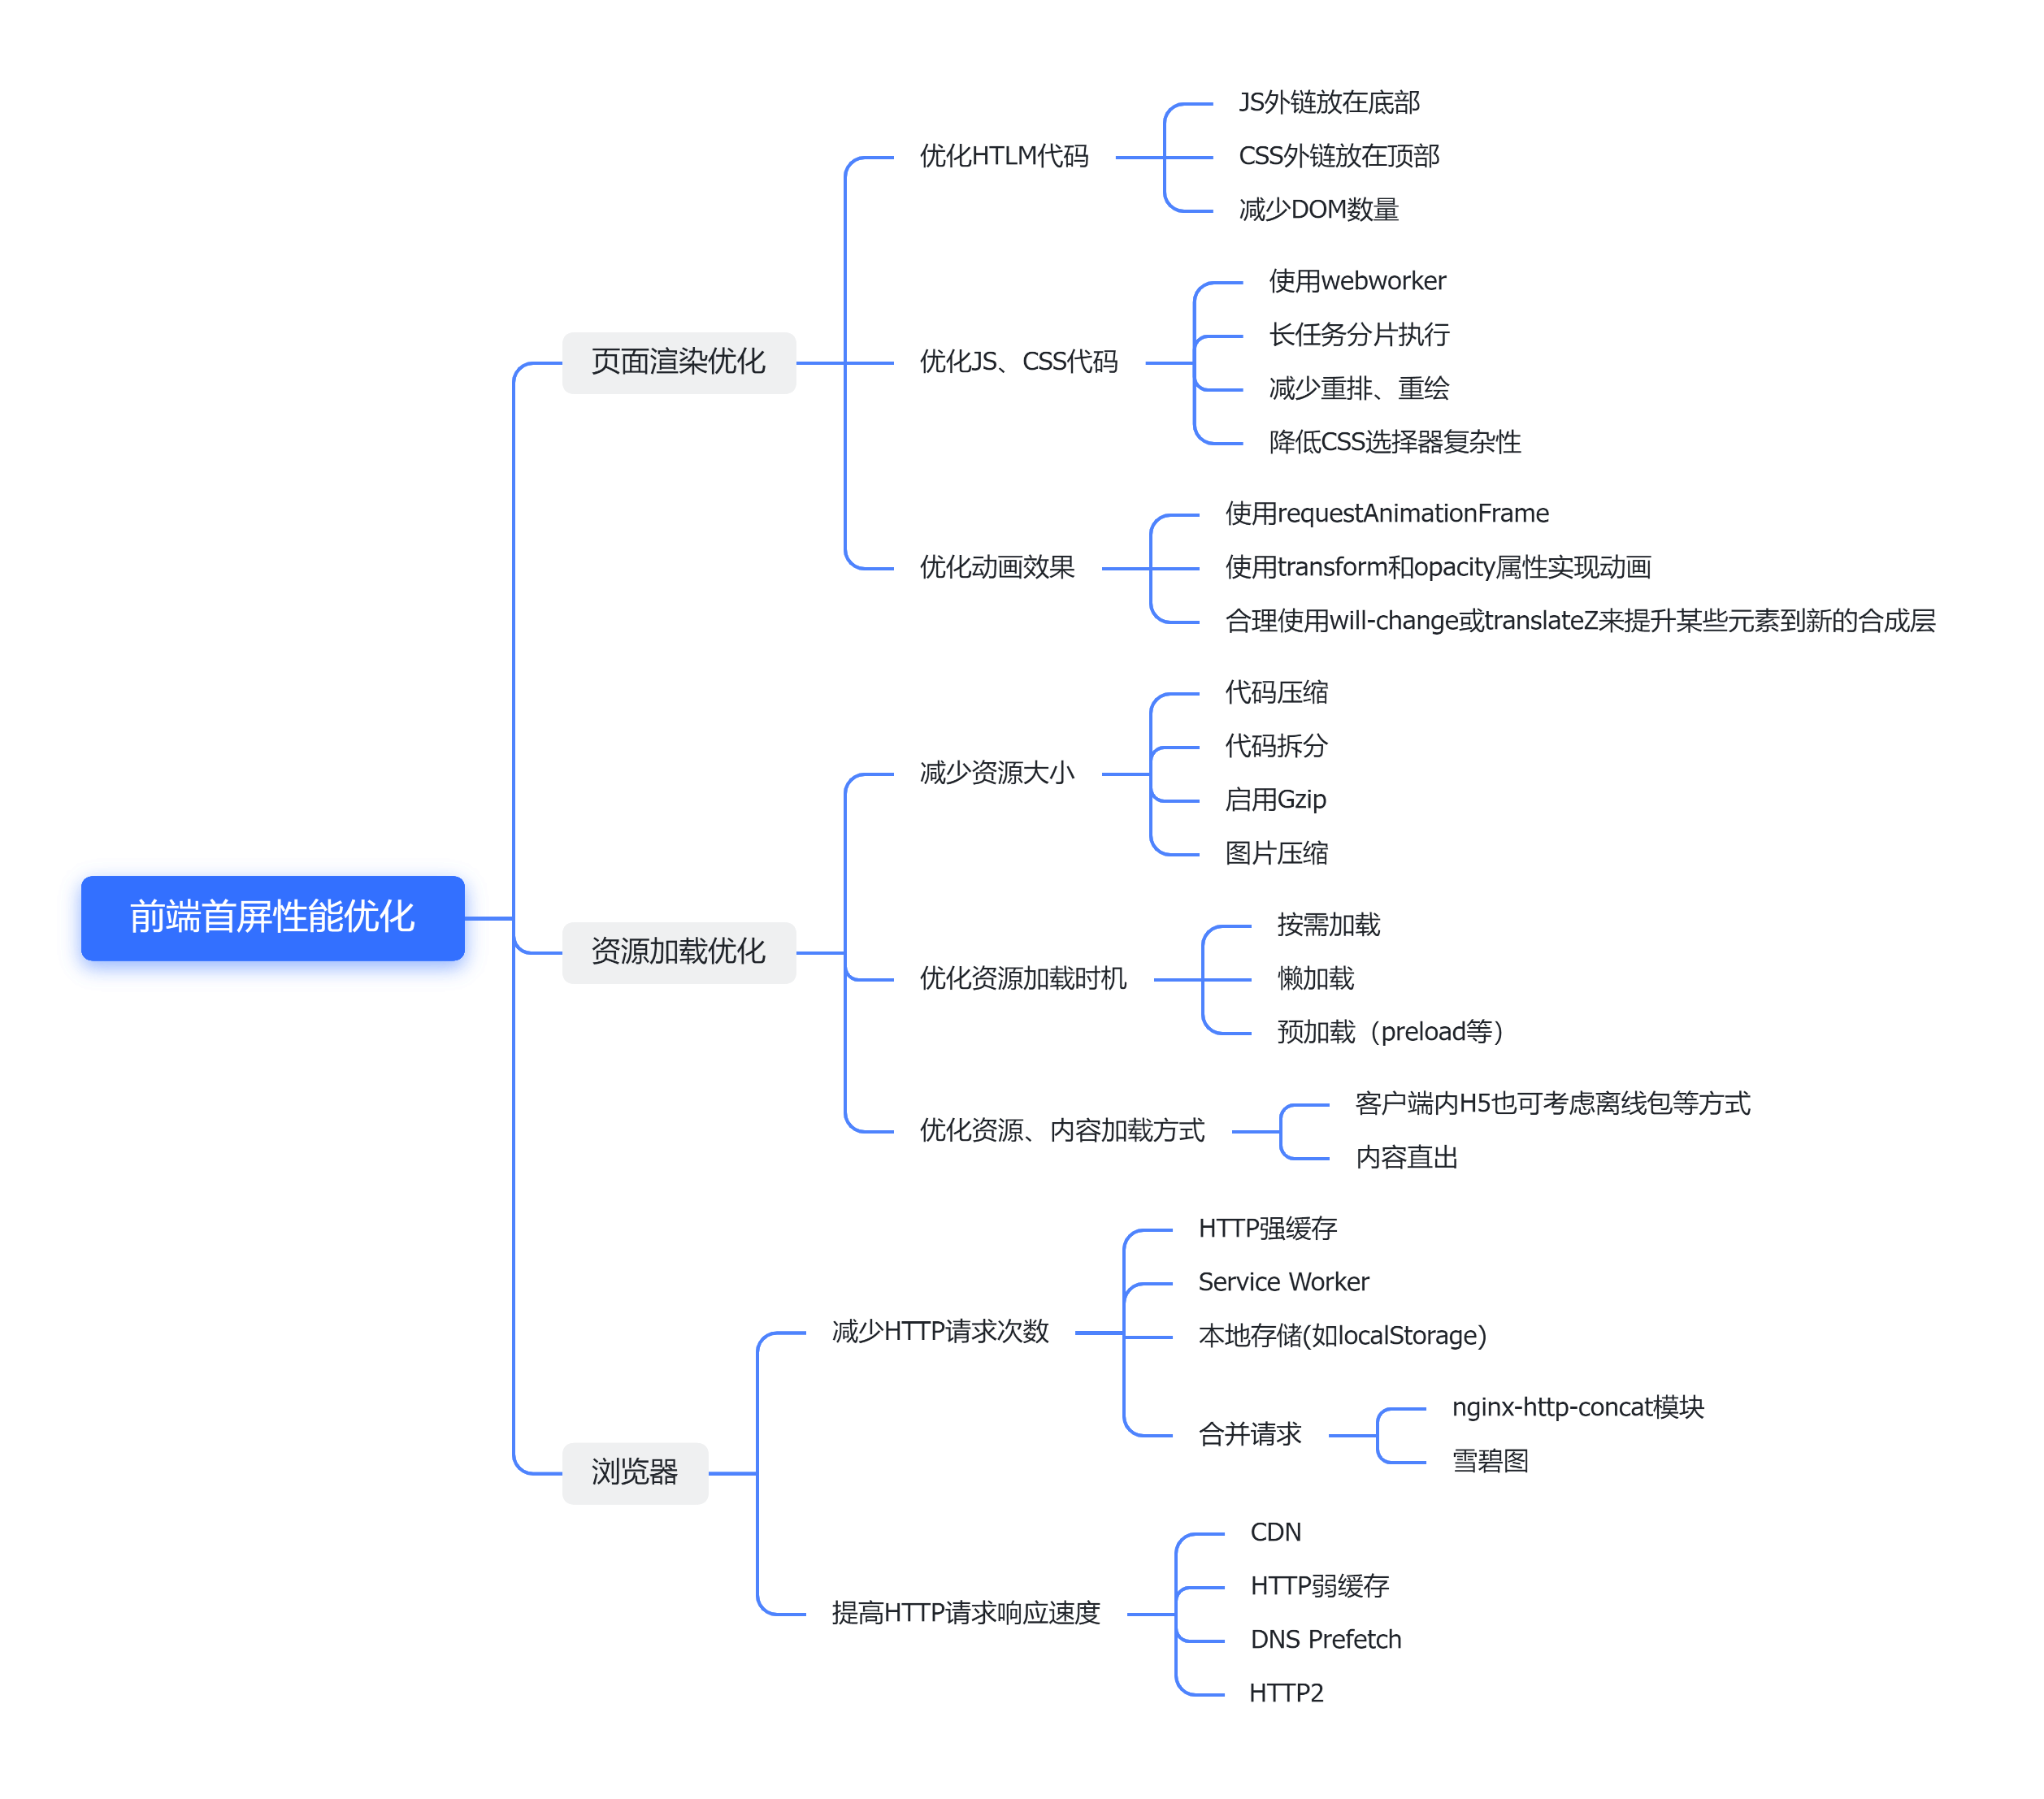 前端首屏性能优化
页面渲染优化
优化HTLM代码
JS外链放在底部
CSS外链放在顶部
减少DOM数量
优化JS、CSS代码
使用webworker
长任务分片执行
减少重排、重绘
降低CSS选择器复杂性
优化动画效果
使用requestAnimationFrame
使用transform和opacity属性实现动画
合理使用will-change或translateZ来提升某些元素到新的合成层
资源加载优化
减少资源大小
代码压缩
代码拆分
启用Gzip
图片压缩
优化资源加载时机
按需加载
懒加载
预加载（preload等）
优化资源、内容加载方式
客户端内H5也可考虑离线包等方式
内容直出
浏览器
减少HTTP请求次数
HTTP强缓存
Service Worker
本地存储(如localStorage)
合并请求
nginx-http-concat模块
雪碧图
提高HTTP请求响应速度
CDN
HTTP弱缓存
DNS Prefetch
HTTP2